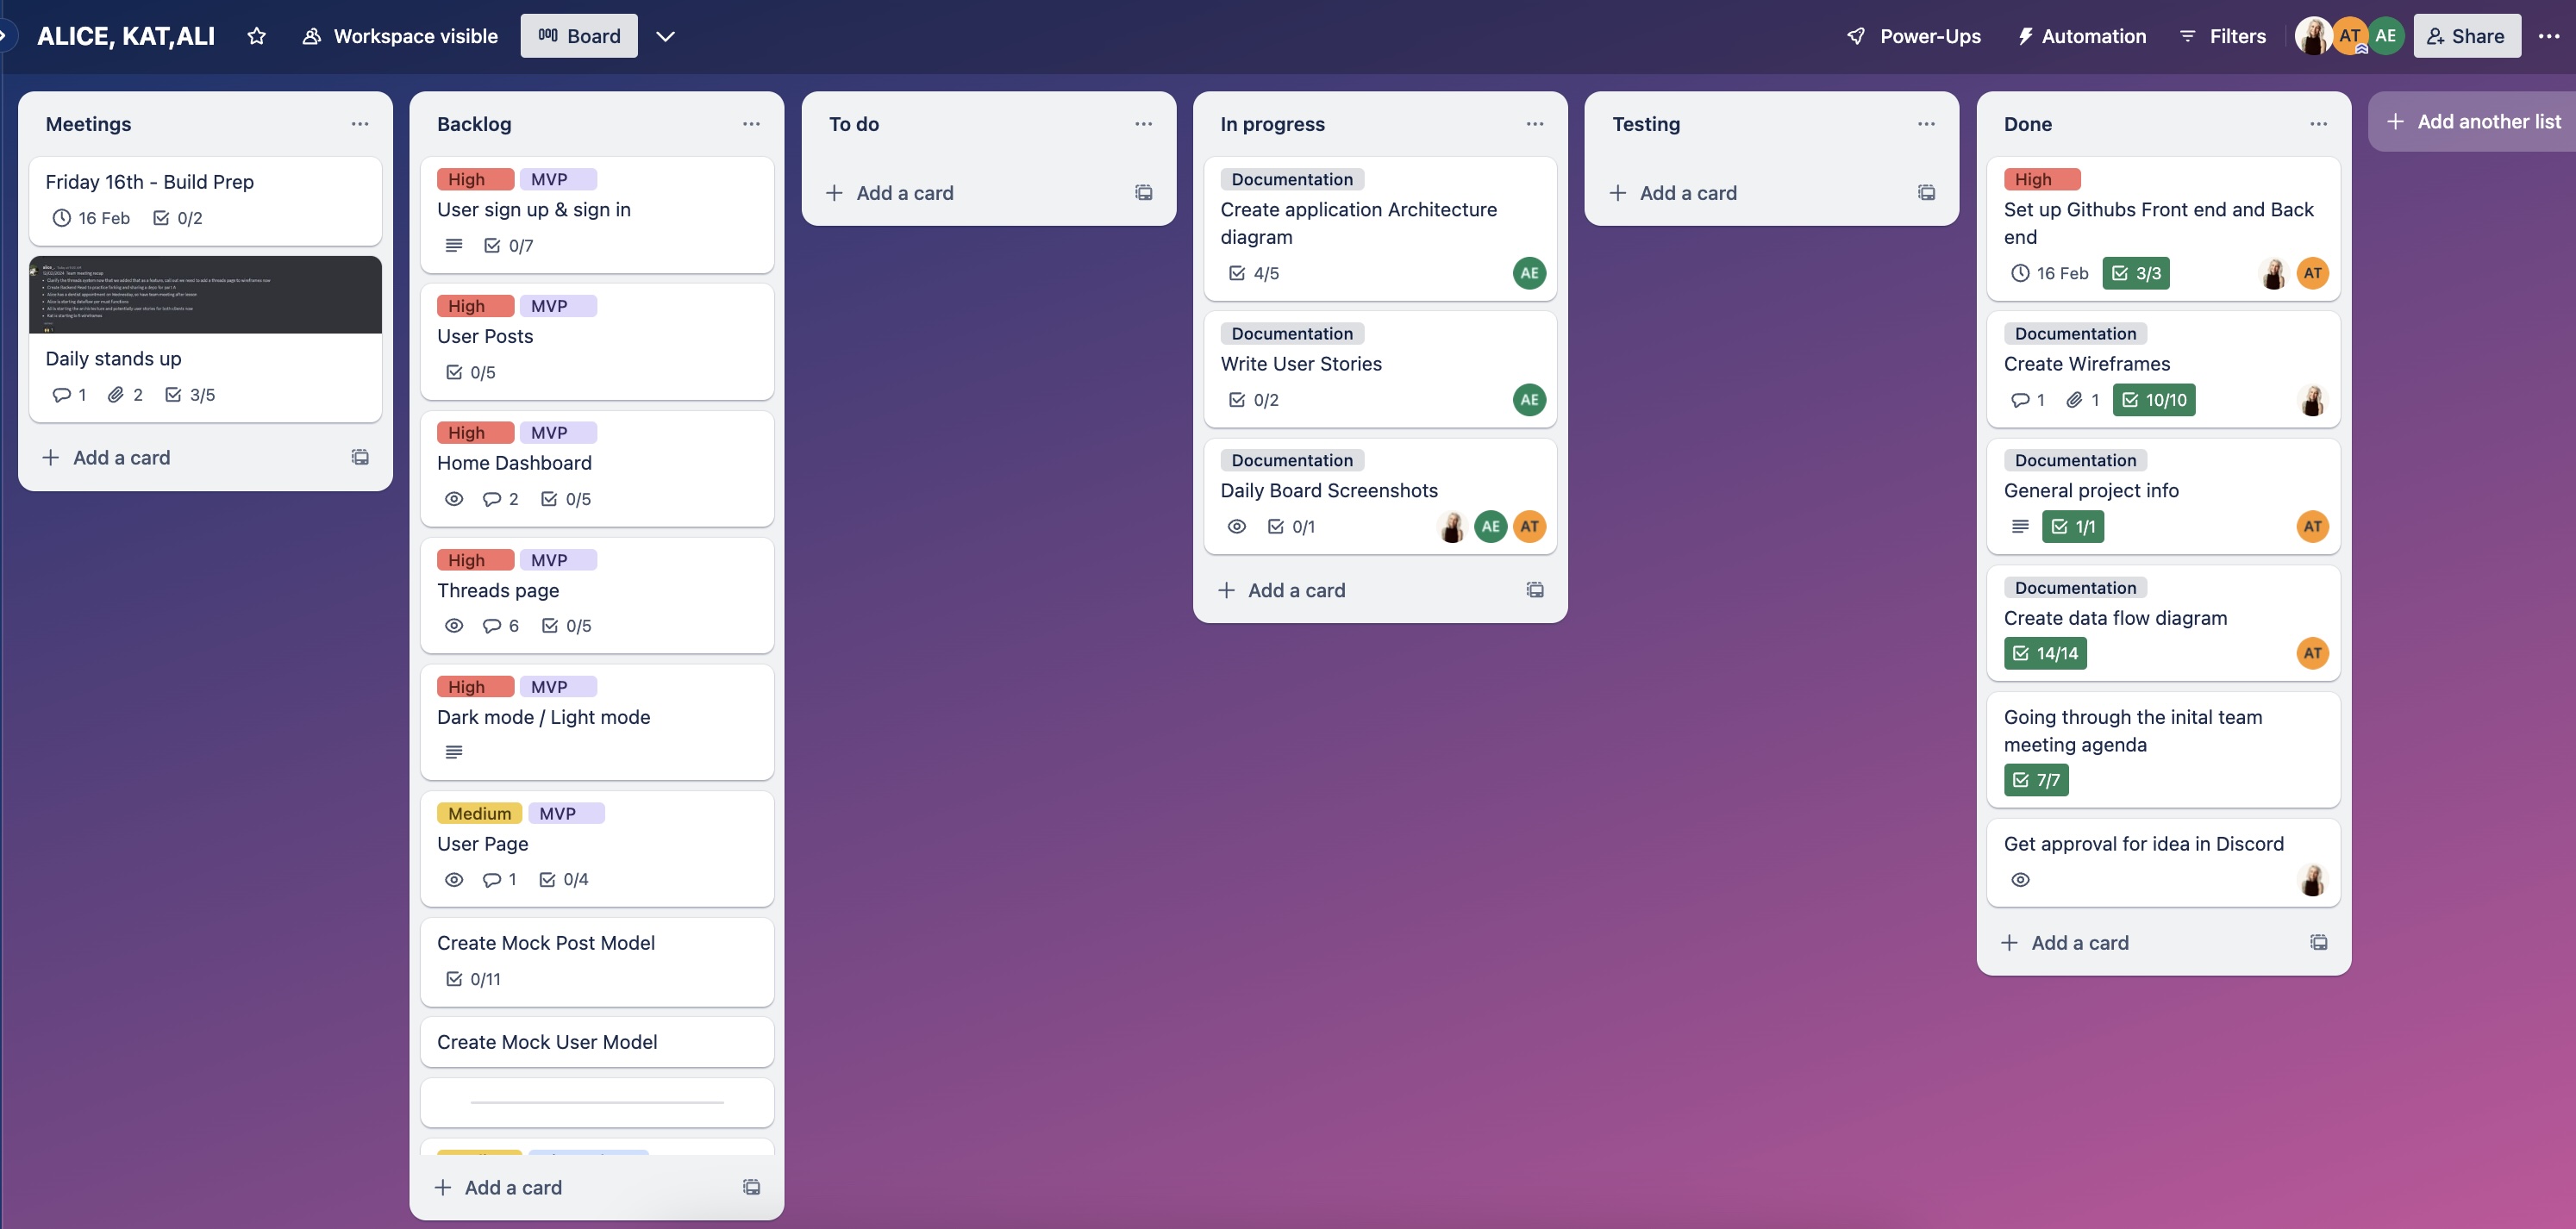 ALICE, KAT,ALI
Workspace visible
Board
Power-Ups
Automation
Filters
AT
AE
Share
Meetings
Friday 16th - Build Prep
16 Feb 0/2
Daily stands up
1 2 3/5
Add a card
Backlog
High MVP
User sign up & sign in
0/7
High MVP
User Posts
0/5
High MVP
Home Dashboard
2 0/5
High MVP
Threads page
6 0/5
High MVP
Dark mode / Light mode
Medium MVP
User Page
1 0/4
Create Mock Post Model
0/11
Create Mock User Model
Add a card
To do
Add a card
In progress
Documentation
Create application Architecture
diagram
4/5 AE
Documentation
Write User Stories
0/2 AE
Documentation
Daily Board Screenshots
0/1 AE AT
Add a card
Testing
Add a card
Done
High
Set up Githubs Front end and Back
end
16 Feb 3/3 AT
Documentation
Create Wireframes
1 1 10/10
Documentation
General project info
1/1 AT
Documentation
Create data flow diagram
14/14 AT
Going through the inital team
meeting agenda
7/7
Get approval for idea in Discord
Add a card
Add another list